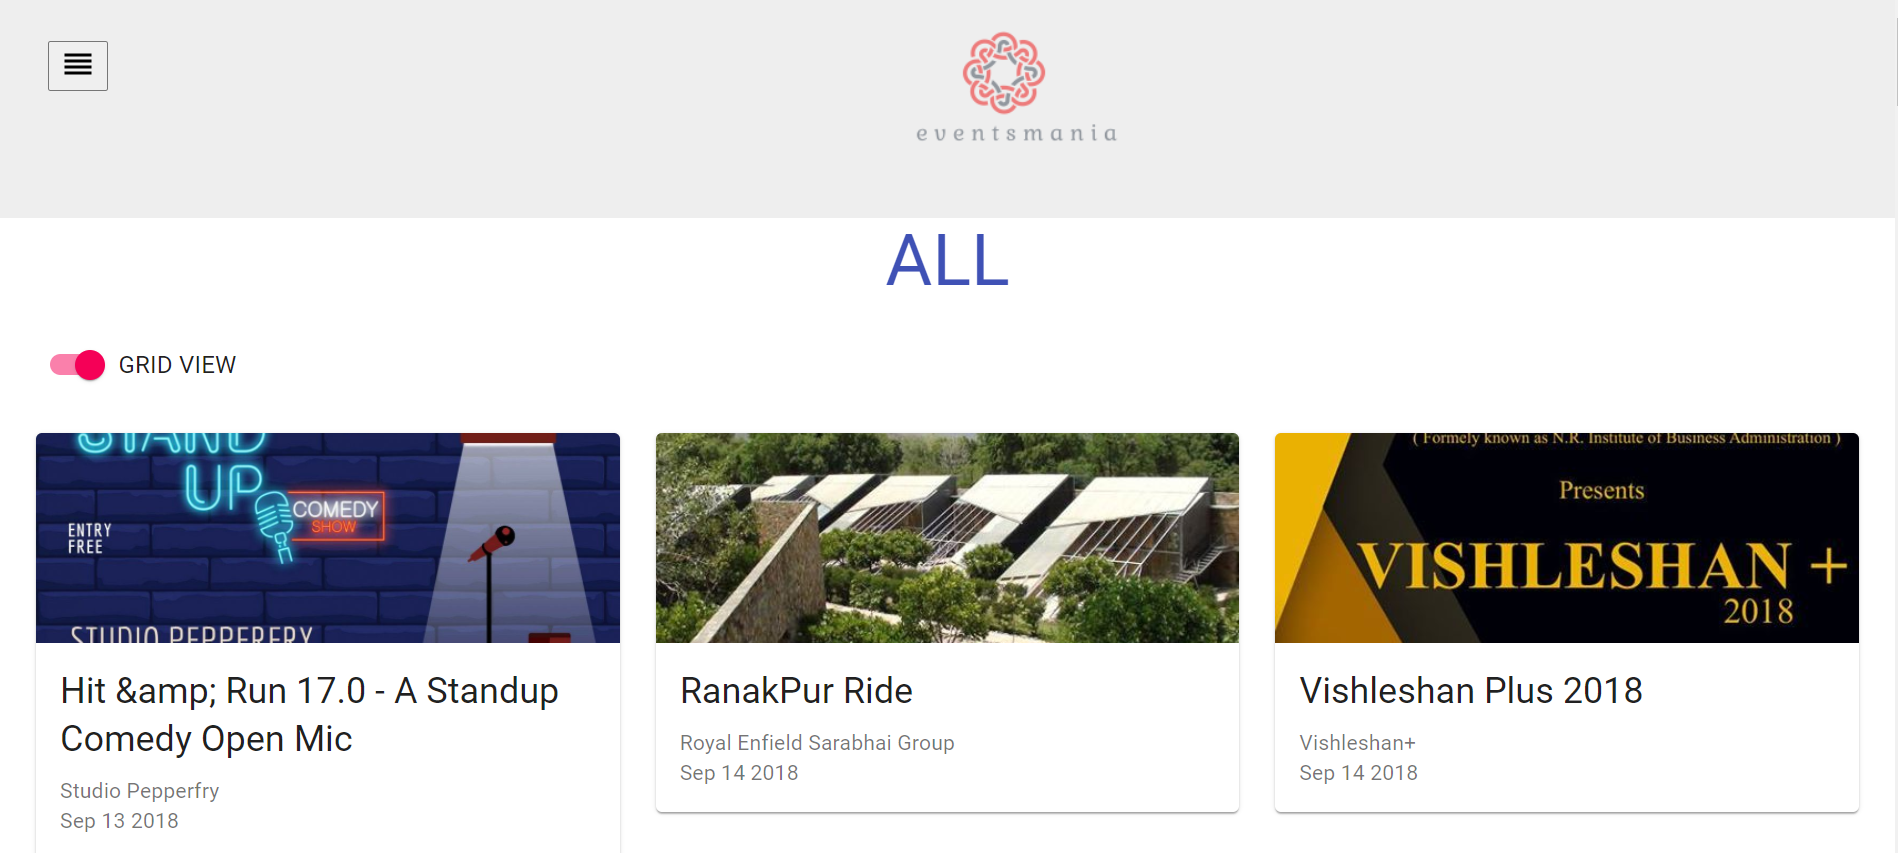 eventsmania
ALL
GRID VIEW
STAND
UP
COMEDY
SHOW
ENTRY
FREE
STUDIO PEPPERFRY
( Formely known as N.R. Institute of Business Administration )
Presents
VISHLESHAN +
2018
Hit &amp; Run 17.0 - A Standup
Comedy Open Mic
Studio Pepperfry
Sep 13 2018
RanakPur Ride
Royal Enfield Sarabhai Group
Sep 14 2018
Vishleshan Plus 2018
Vishleshan+
Sep 14 2018